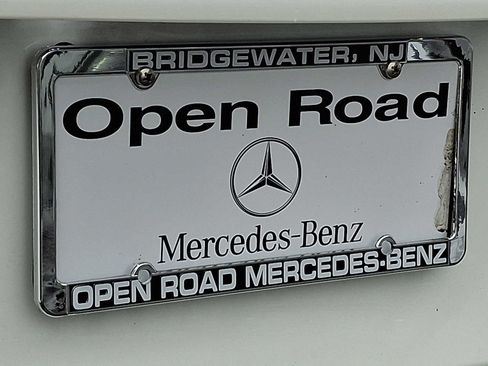 BRIDGEWATER, NJ
Open Road
Mercedes-Benz
OPEN ROAD MERCEDES-BENZ